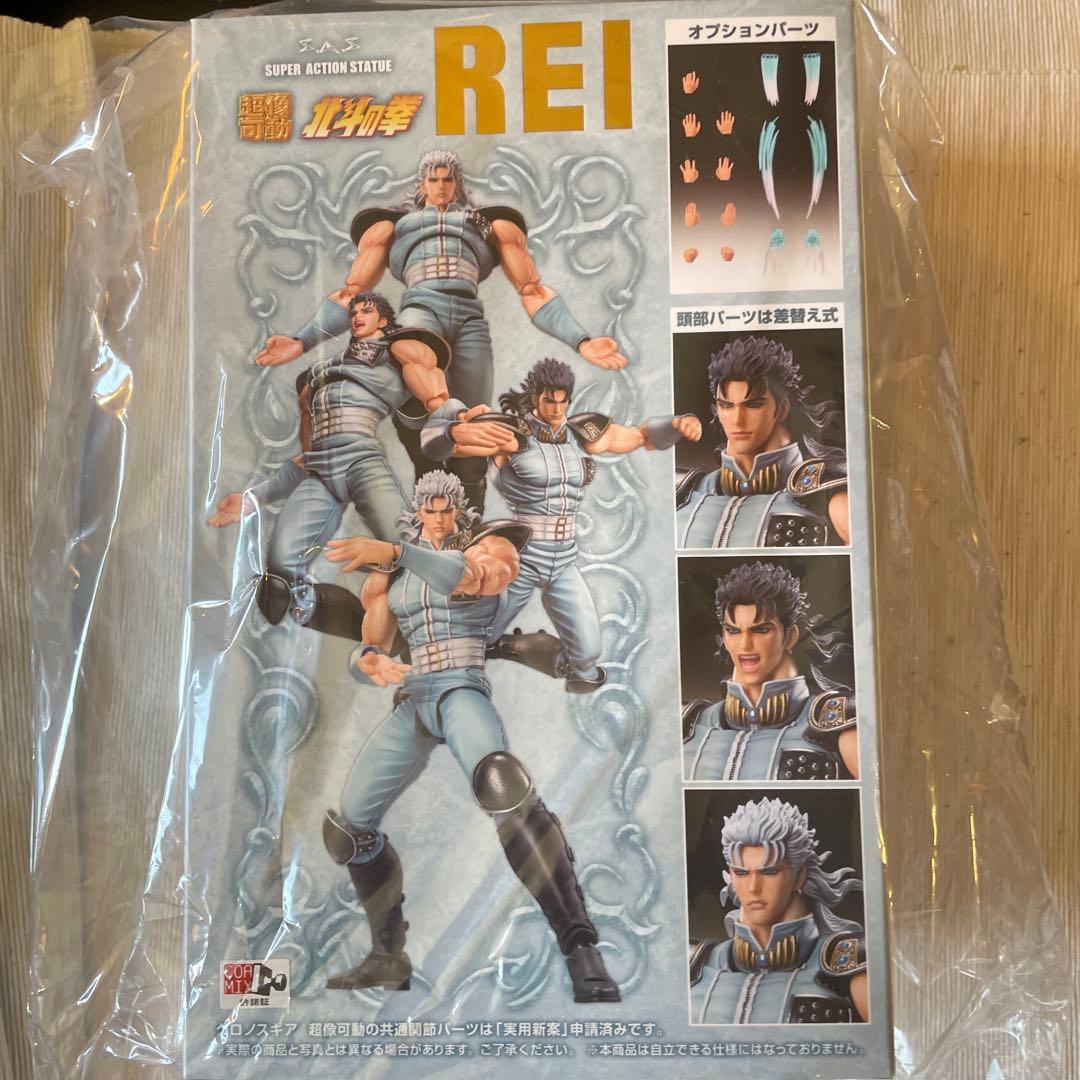 SAS
SUPER ACTION STATUE
超像可動
北斗の拳
REI
オプションパーツ
頭部パーツは差替え式
COA
MIX
許諾証
クロノスギア 超像可動の共通関節パーツは「実用新案」申請済みです。
※実際の商品と写真とは異なる場合があります。ご了承ください。 ※本商品は自立できる仕様にはなっておりません。